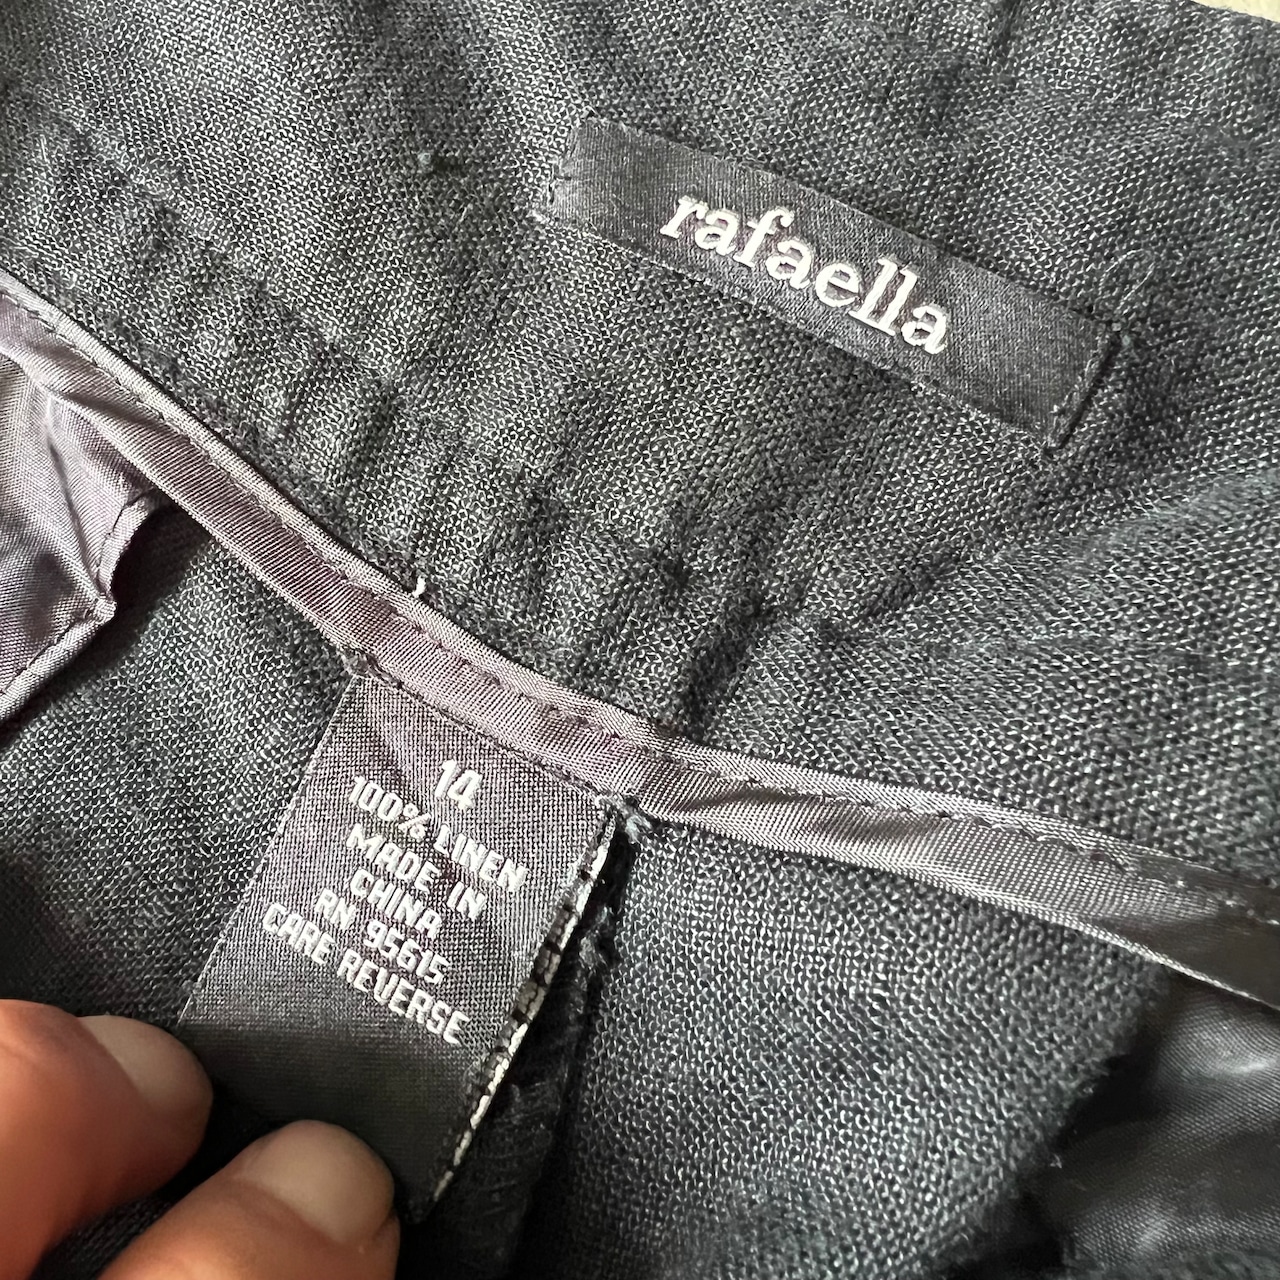 rafaella
14
100% LINEN
MADE IN
CHINA
RN 95615
CARE REVERSE